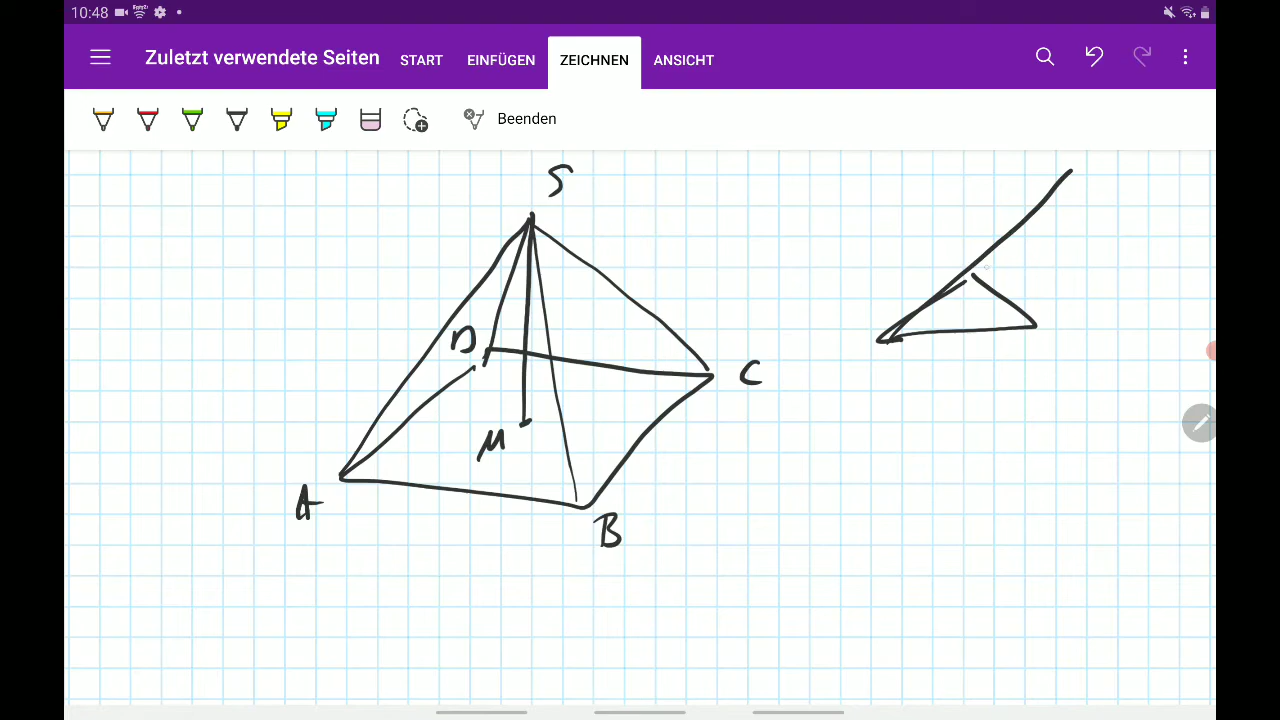 10:48
Zuletzt verwendete Seiten START EINFÜGEN ZEICHNEN ANSICHT
Beenden
S
D
C
M
A
B